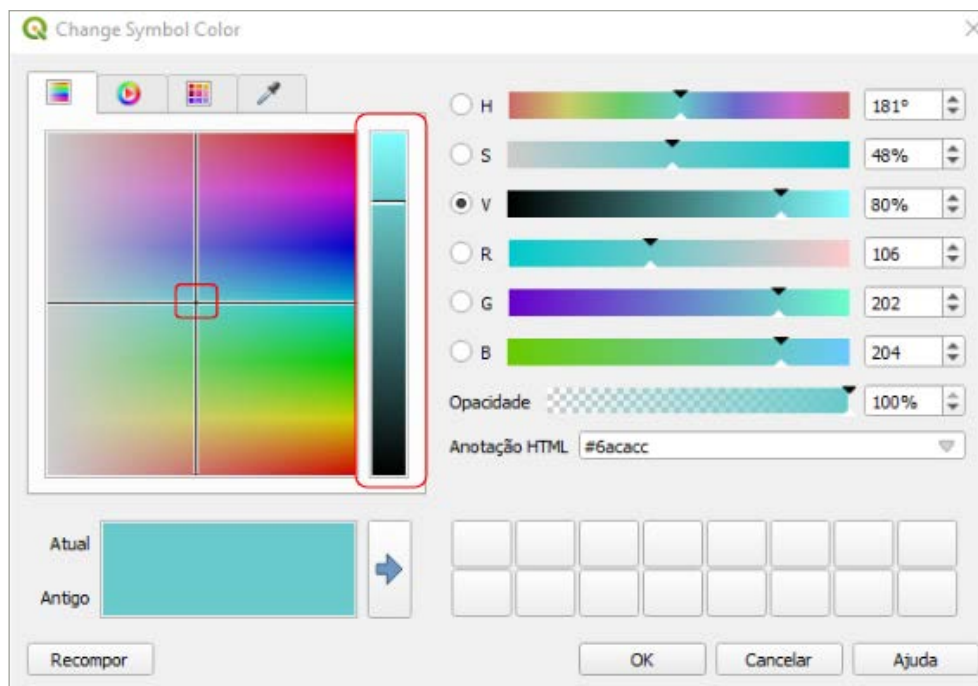 Change Symbol Color
H 181°
S 48%
V 80%
R 106
G 202
B 204
Opacidade 100%
Anotação HTML #6acacc
Atual
Antigo
Recompor OK Cancelar Ajuda